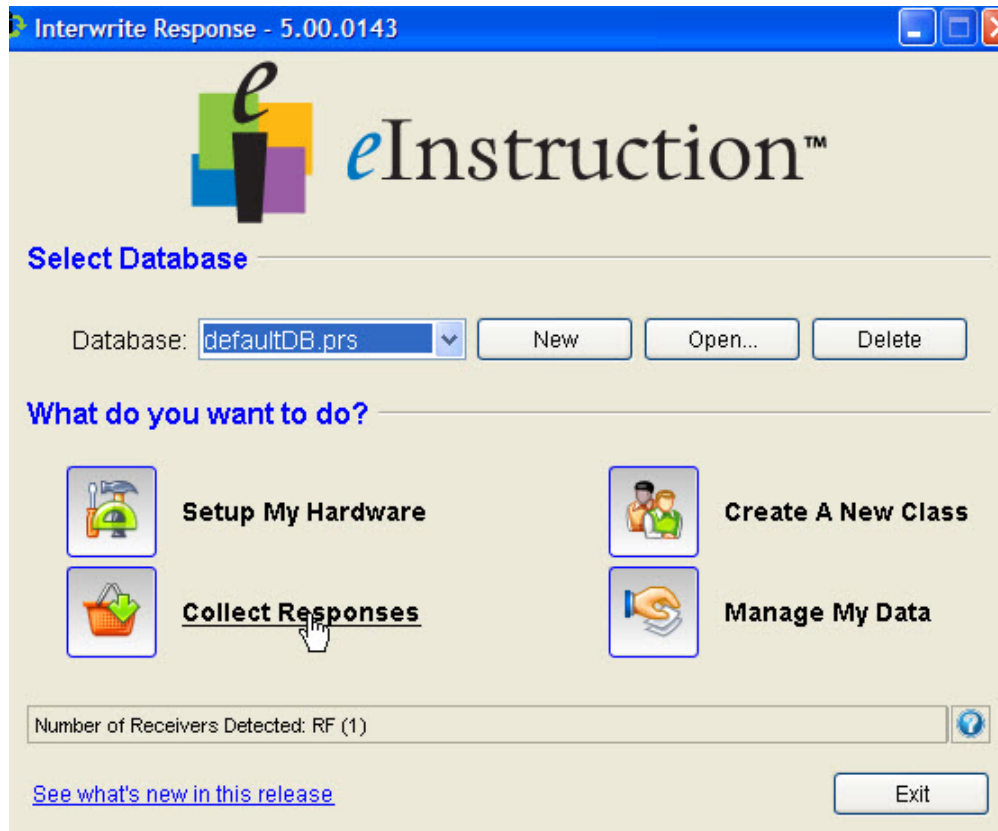 Interwrite Response - 5.00.0143
eInstruction™
Select Database
Database: defaultDB.prs New Open... Delete
What do you want to do?
Setup My Hardware Create A New Class
Collect Responses Manage My Data
Number of Receivers Detected: RF (1)
See what's new in this release Exit